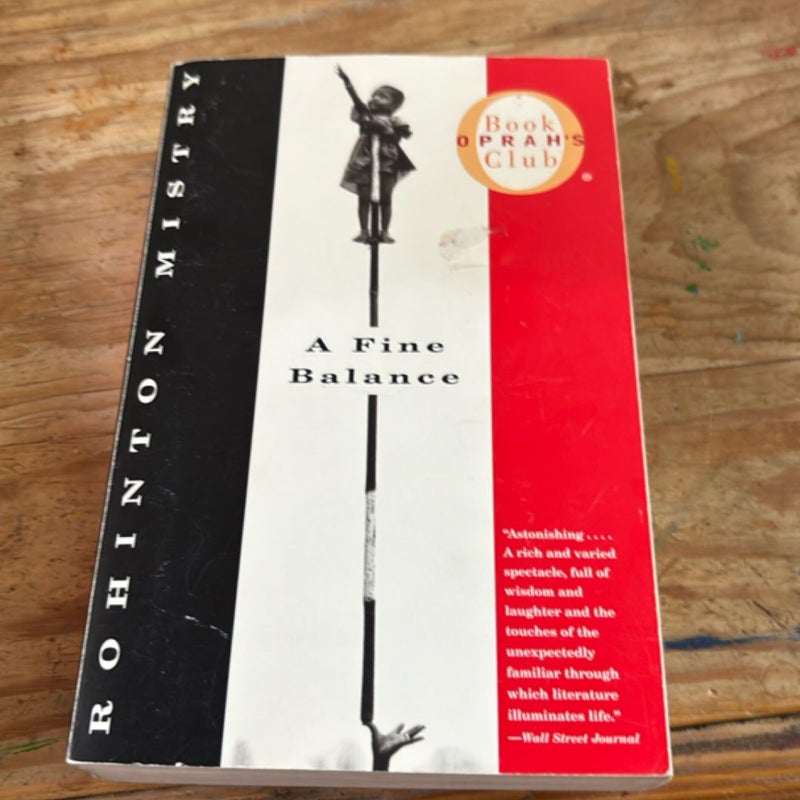 ROHINTON MISTRY
Book
OPRAH'S
Club
®
A Fine
Balance
"Astonishing . . . .
A rich and varied
spectacle, full of
wisdom and
laughter and the
touches of the
unexpectedly
familiar through
which literature
illuminates life."
—Wall Street Journal